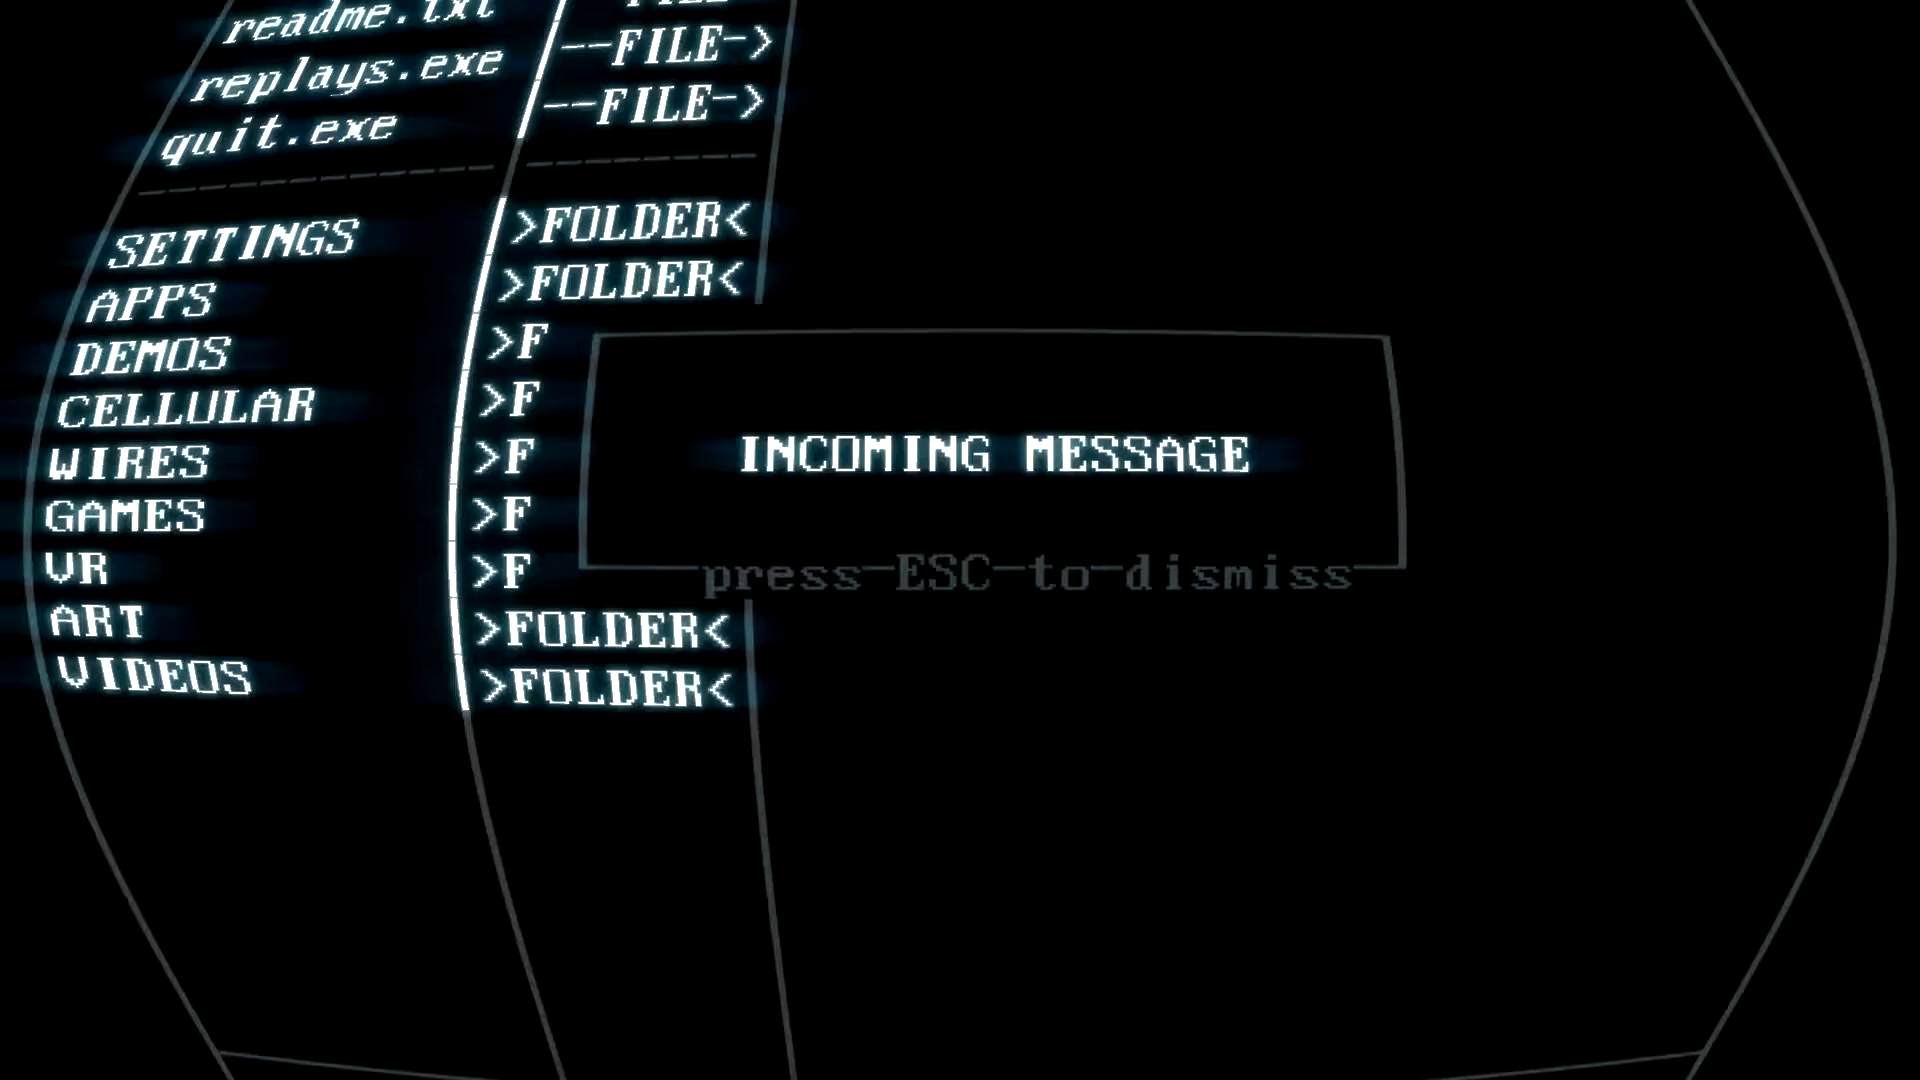 readme.txt
--FILE->
replays.exe --FILE->
quit.exe
SETTINGS >FOLDER<
APPS >FOLDER<
DEMOS >F
CELLULAR >F
WIRES >F
GAMES >F
VR >F
ART >FOLDER<
VIDEOS >FOLDER<
INCOMING MESSAGE
press-ESC-to-dismiss